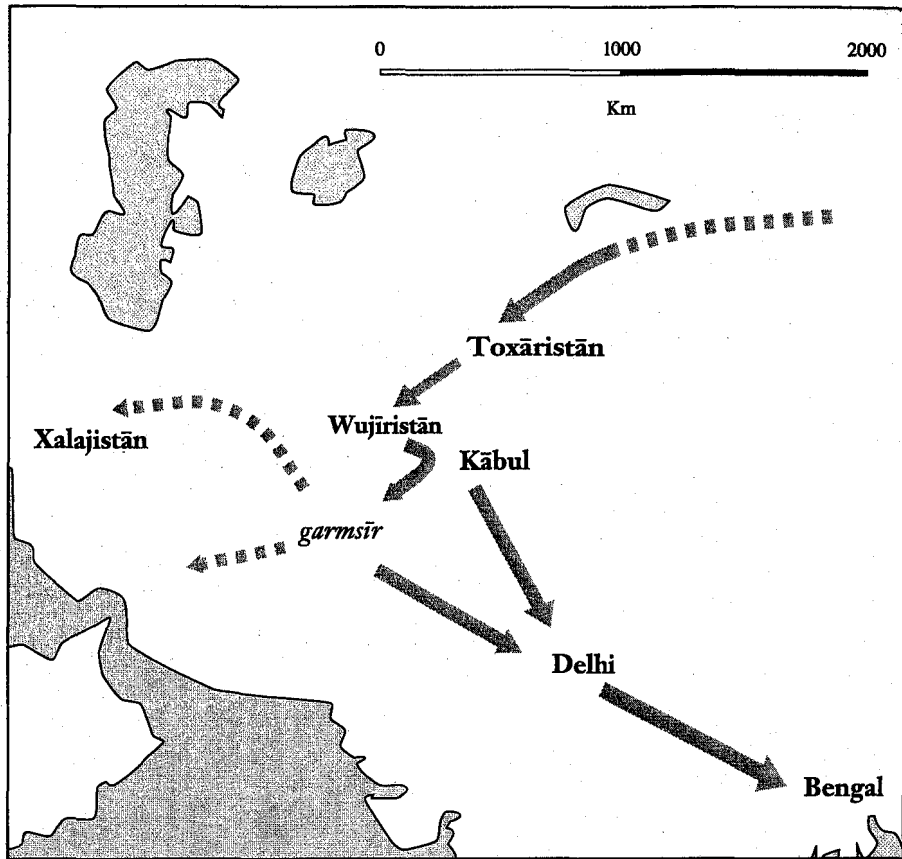 0 1000 2000
Km
Toxāristān
Wujīristān
Xalajistān
Kābul
garmsīr
Delhi
Bengal